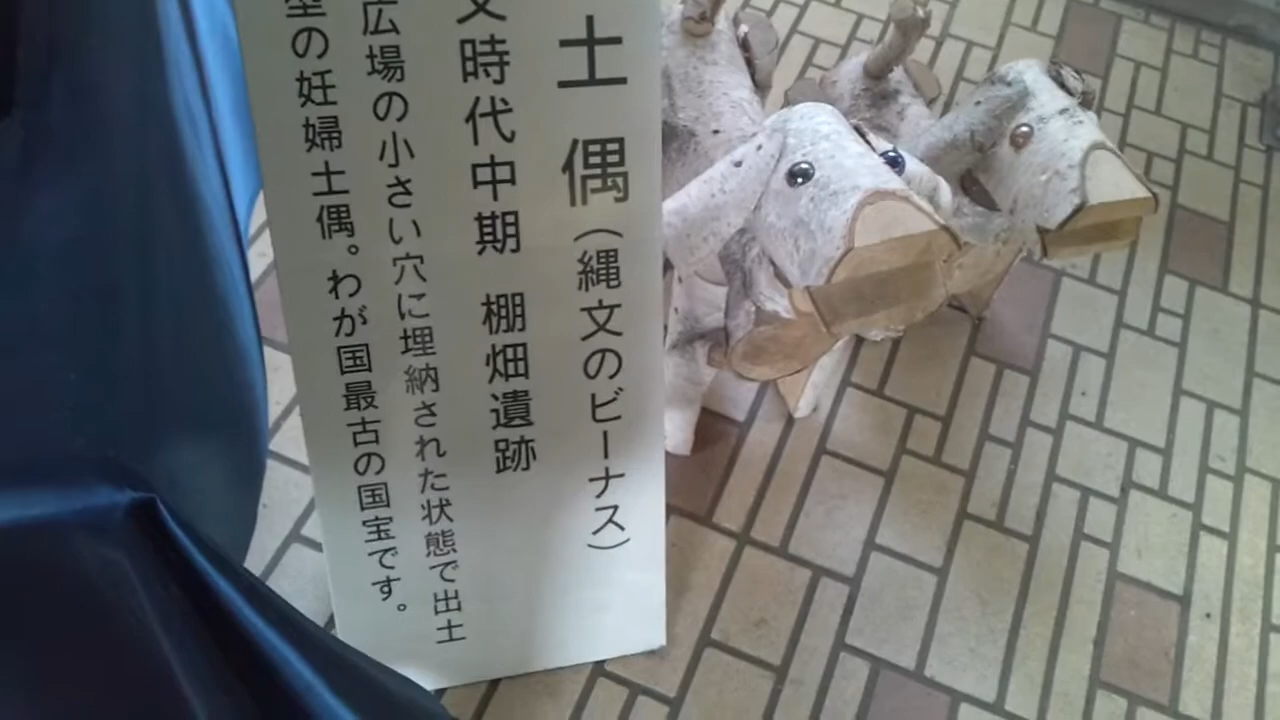 土偶（縄文のビーナス）
文時代中期　棚畑遺跡
広場の小さい穴に埋納された状態で出土
型の妊婦土偶。わが国最古の国宝です。